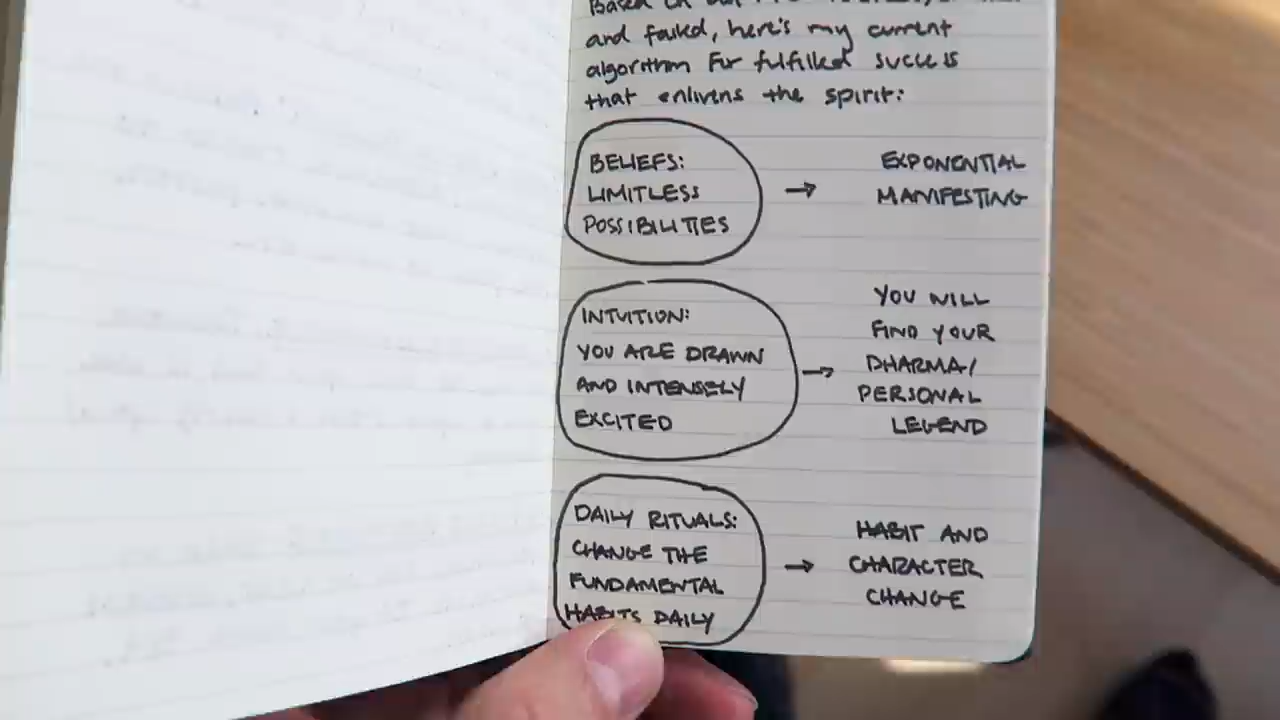 and failed, here's my current
algorithm for fulfilled success
that enlivens the spirit:
BELIEFS:
LIMITLESS
POSSIBILITIES
→
EXPONENTIAL
MANIFESTING
INTUITION:
YOU ARE DRAWN
AND INTENSELY
EXCITED
→
YOU WILL
FIND YOUR
DHARMA/
PERSONAL
LEGEND
DAILY RITUALS:
CHANGE THE
FUNDAMENTAL
HABITS DAILY
→
HABIT AND
CHARACTER
CHANGE